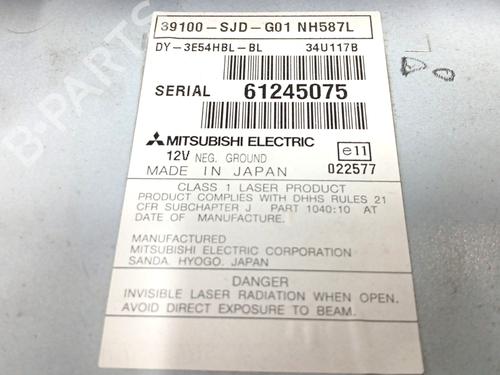 39100-SJD-G01 NH587L
DY-3E54HBL-BL 34U117B
SERIAL 61245075
MITSUBISHI ELECTRIC
12V NEG. GROUND e11
MADE IN JAPAN 022577
CLASS 1 LASER PRODUCT
PRODUCT COMPLIES WITH DHHS RULES 21
CFR SUBCHAPTER J PART 1040:10 AT
DATE OF MANUFACTURE.
MANUFACTURED
MITSUBISHI ELECTRIC CORPORATION
SANDA, HYOGO, JAPAN
DANGER
INVISIBLE LASER RADIATION WHEN OPEN.
AVOID DIRECT EXPOSURE TO BEAM.
B-PARTS